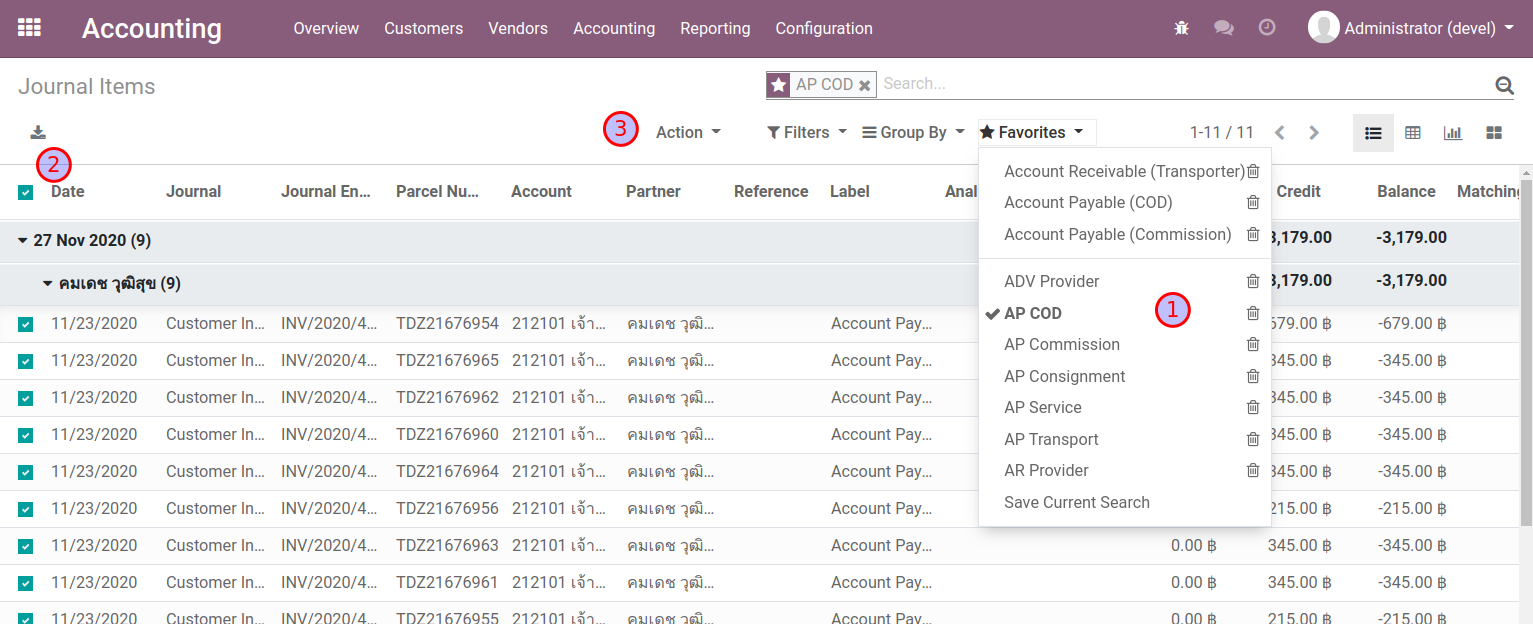 Accounting Overview Customers Vendors Accounting Reporting Configuration Administrator (devel)
Journal Items AP COD Search...
3 Action Filters Group By Favorites 1-11 / 11
2
Date Journal Journal En... Parcel Nu... Account Partner Reference Label Anal Credit Balance Matching
Account Receivable (Transporter)
Account Payable (COD)
Account Payable (Commission)
ADV Provider
AP COD 1
AP Commission
AP Consignment
AP Service
AP Transport
AR Provider
Save Current Search
27 Nov 2020 (9) 3,179.00 -3,179.00
คมเดช วุฒิสุข (9) 3,179.00 -3,179.00
11/23/2020 Customer In... INV/2020/4... TDZ21676954 212101 เจ้า... คมเดช วุฒิ... Account Pay... 679.00 ฿ -679.00 ฿
11/23/2020 Customer In... INV/2020/4... TDZ21676965 212101 เจ้า... คมเดช วุฒิ... Account Pay... 345.00 ฿ -345.00 ฿
11/23/2020 Customer In... INV/2020/4... TDZ21676962 212101 เจ้า... คมเดช วุฒิ... Account Pay... 345.00 ฿ -345.00 ฿
11/23/2020 Customer In... INV/2020/4... TDZ21676960 212101 เจ้า... คมเดช วุฒิ... Account Pay... 345.00 ฿ -345.00 ฿
11/23/2020 Customer In... INV/2020/4... TDZ21676964 212101 เจ้า... คมเดช วุฒิ... Account Pay... 345.00 ฿ -345.00 ฿
11/23/2020 Customer In... INV/2020/4... TDZ21676956 212101 เจ้า... คมเดช วุฒิ... Account Pay... 215.00 ฿ -215.00 ฿
11/23/2020 Customer In... INV/2020/4... TDZ21676963 212101 เจ้า... คมเดช วุฒิ... Account Pay... 0.00 ฿ 345.00 ฿ -345.00 ฿
11/23/2020 Customer In... INV/2020/4... TDZ21676961 212101 เจ้า... คมเดช วุฒิ... Account Pay... 0.00 ฿ 345.00 ฿ -345.00 ฿
11/23/2020 Customer In... INV/2020/4... TDZ21676955 212101 เจ้า... คมเดช วุฒิ... Account Pay... 0.00 ฿ 215.00 ฿ -215.00 ฿